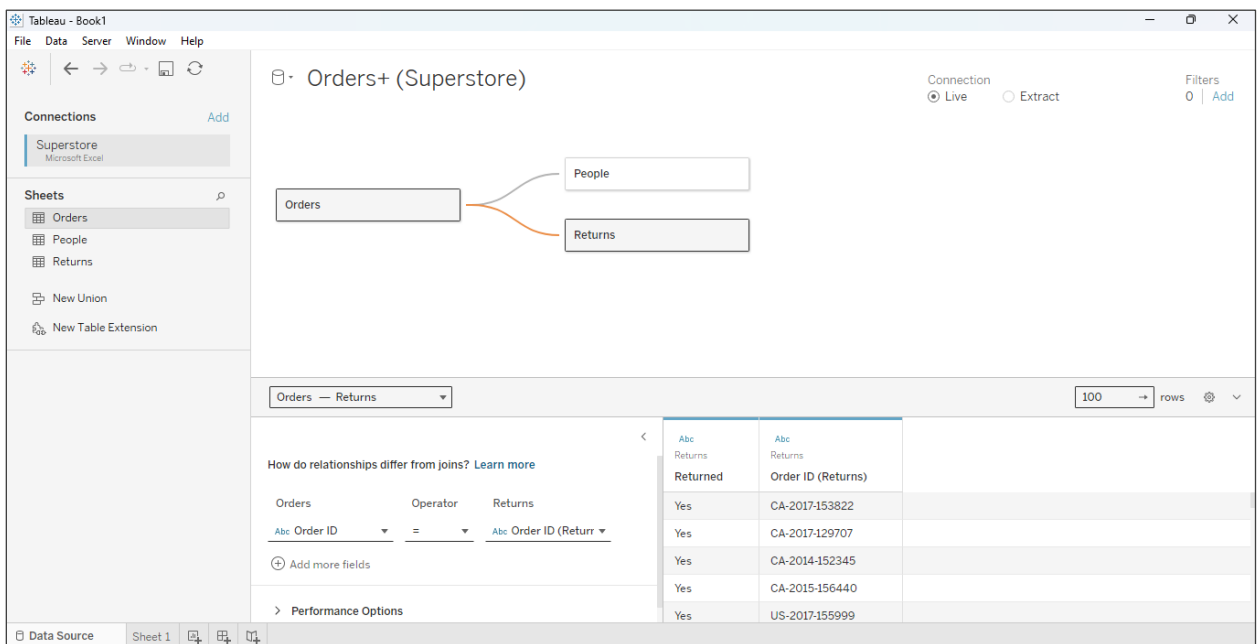 Tableau - Book1
File Data Server Window Help
Orders+ (Superstore)
Connection
Live Extract
Filters
0 Add
Connections Add
Superstore
Microsoft Excel
Sheets
Orders
People
Returns
New Union
New Table Extension
Orders
People
Returns
Orders — Returns
100 → rows
How do relationships differ from joins? Learn more
Orders Operator Returns
Abc Order ID = Abc Order ID (Returr
Add more fields
Performance Options
Abc Abc
Returns Returns
Returned Order ID (Returns)
Yes CA-2017-153822
Yes CA-2017-129707
Yes CA-2014-152345
Yes CA-2015-156440
Yes US-2017-155999
Data Source Sheet 1